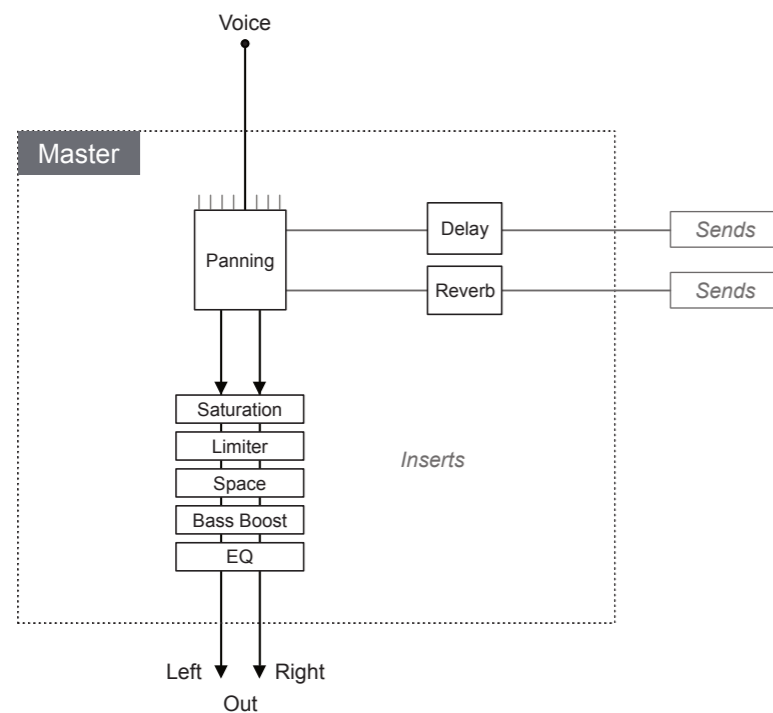 Voice
Master
Panning
Delay
Sends
Reverb
Sends
Saturation
Limiter
Inserts
Space
Bass Boost
EQ
Left
Right
Out